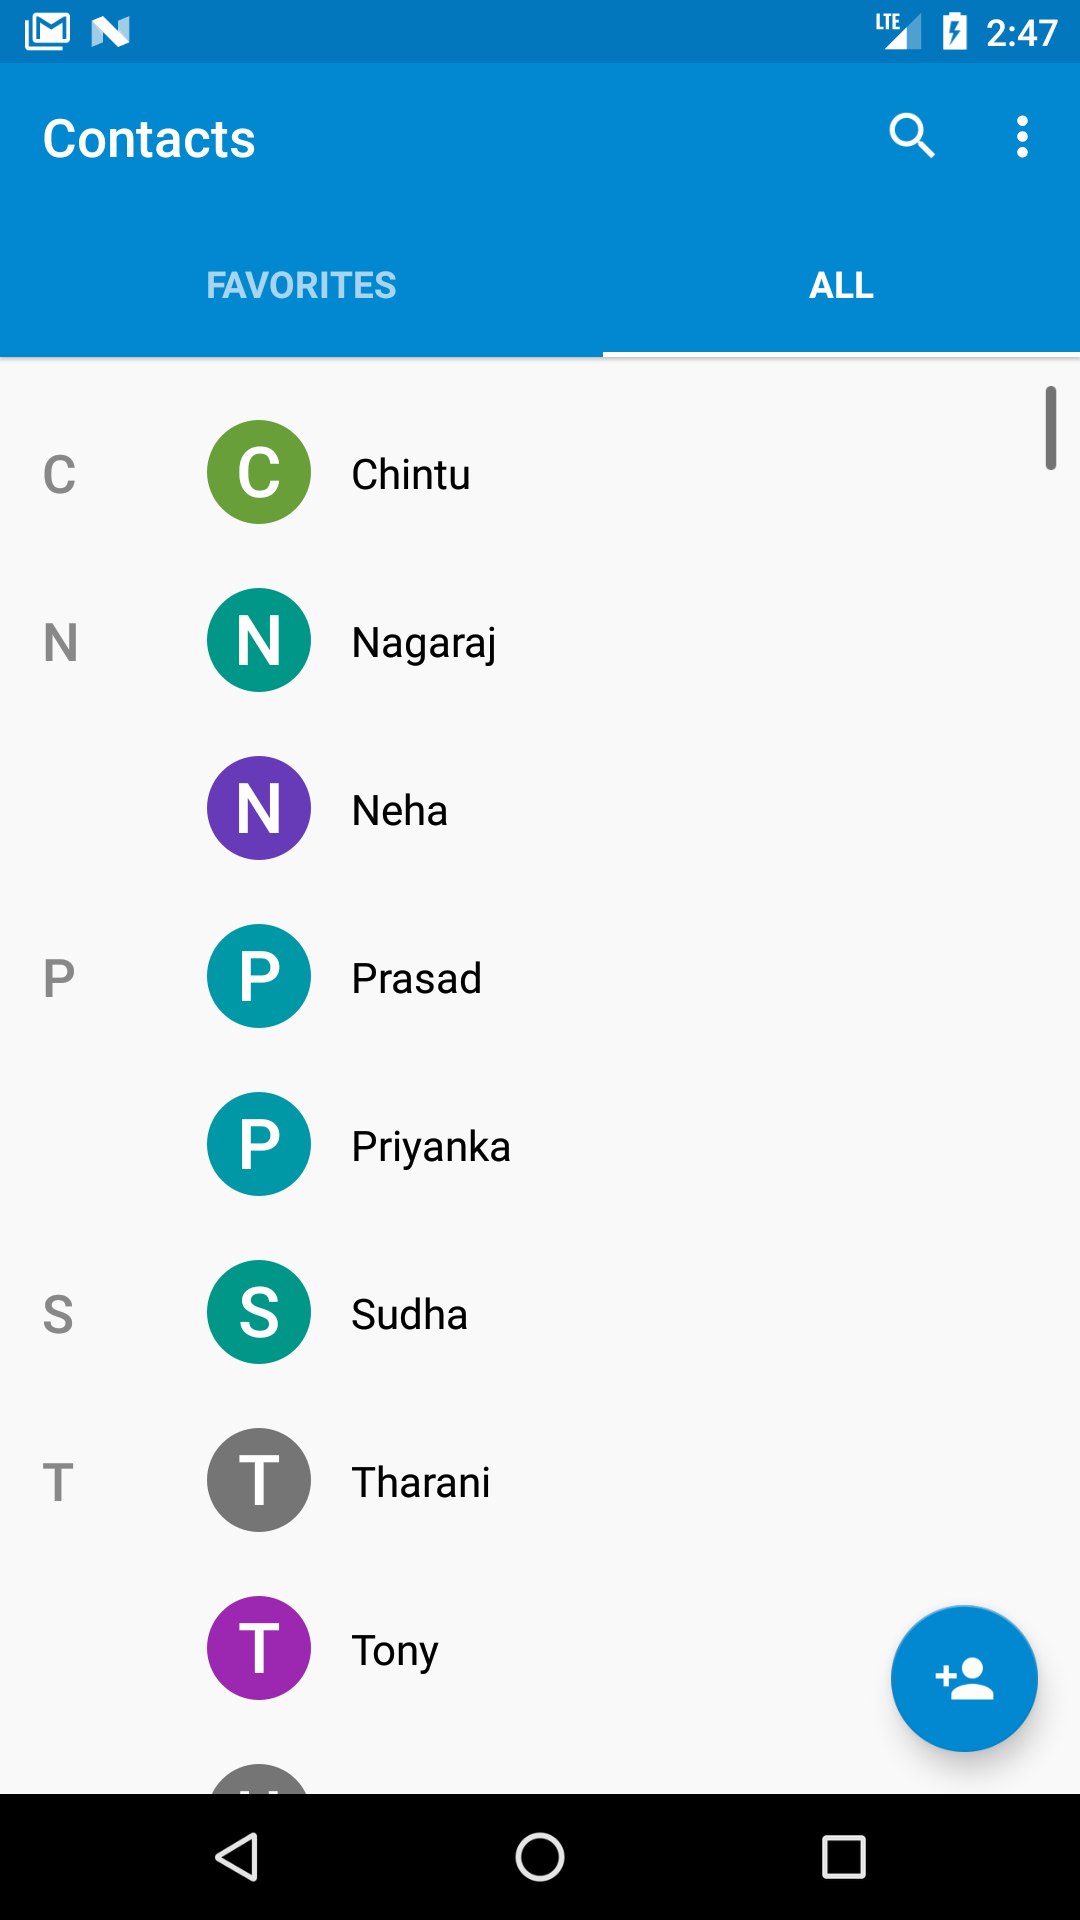 LTE 2:47
Contacts
FAVORITES ALL
C C Chintu
N N Nagaraj
N Neha
P P Prasad
P Priyanka
S S Sudha
T T Tharani
T Tony